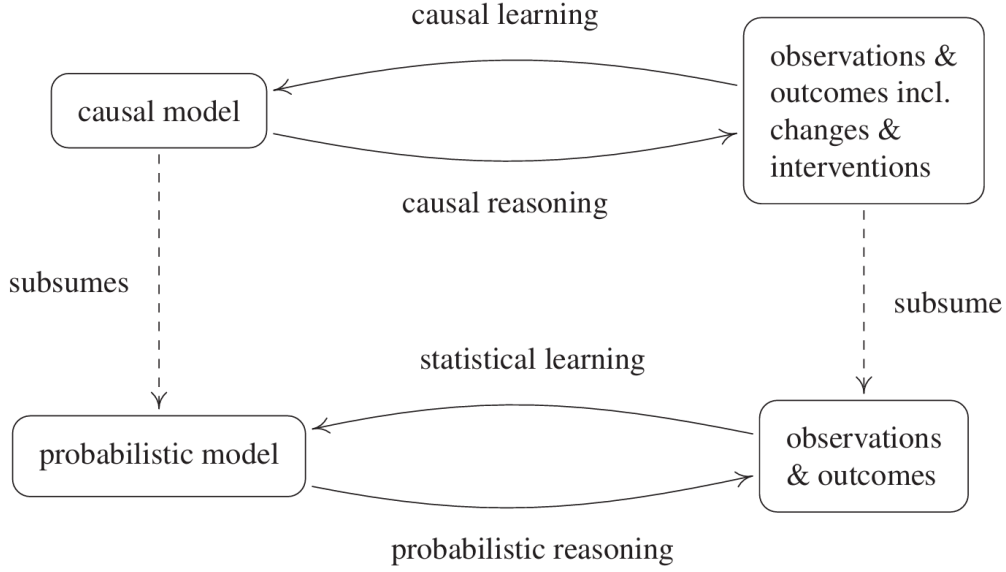 causal learning
causal model
observations &
outcomes incl.
changes &
interventions
causal reasoning
subsumes
subsume
statistical learning
probabilistic model
observations
& outcomes
probabilistic reasoning